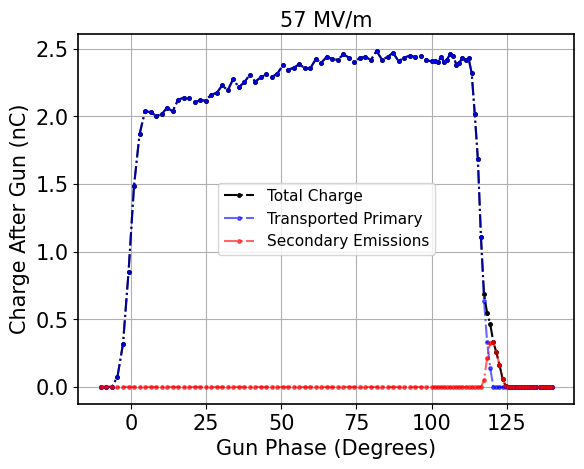 57 MV/m
Charge After Gun (nC)
2.5
2.0
1.5
1.0
0.5
0.0
Total Charge
Transported Primary
Secondary Emissions
0 25 50 75 100 125
Gun Phase (Degrees)